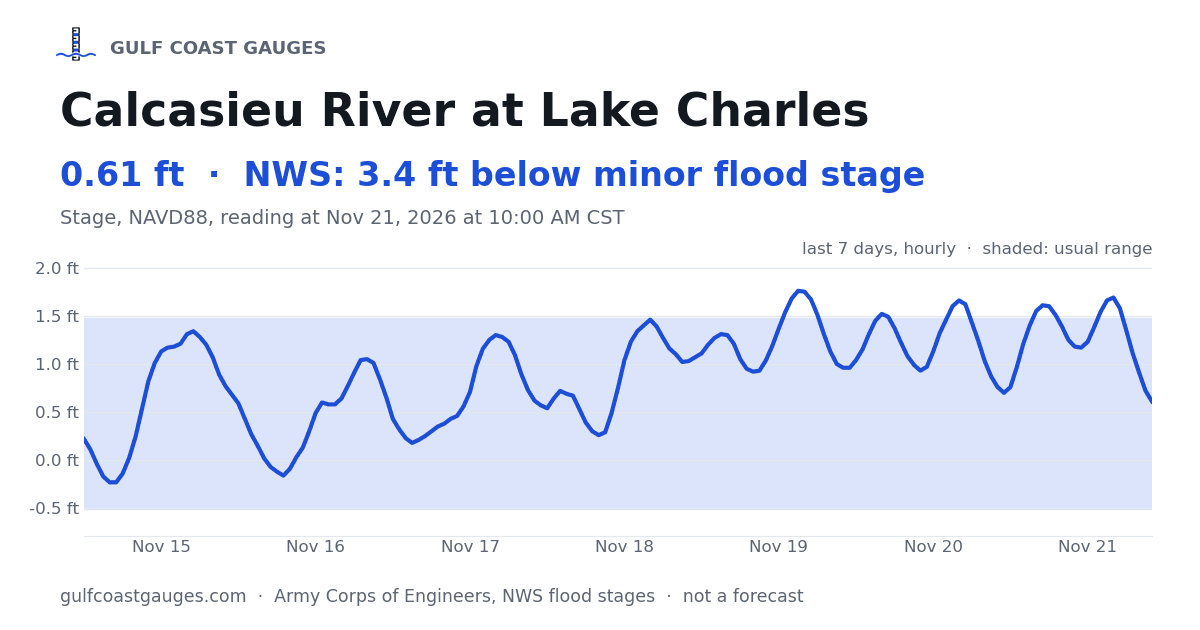 GULF COAST GAUGES
Calcasieu River at Lake Charles
0.61 ft · NWS: 3.4 ft below minor flood stage
Stage, NAVD88, reading at Nov 21, 2026 at 10:00 AM CST
last 7 days, hourly · shaded: usual range
2.0 ft
1.5 ft
1.0 ft
0.5 ft
0.0 ft
-0.5 ft
Nov 15 Nov 16 Nov 17 Nov 18 Nov 19 Nov 20 Nov 21
gulfcoastgauges.com · Army Corps of Engineers, NWS flood stages · not a forecast